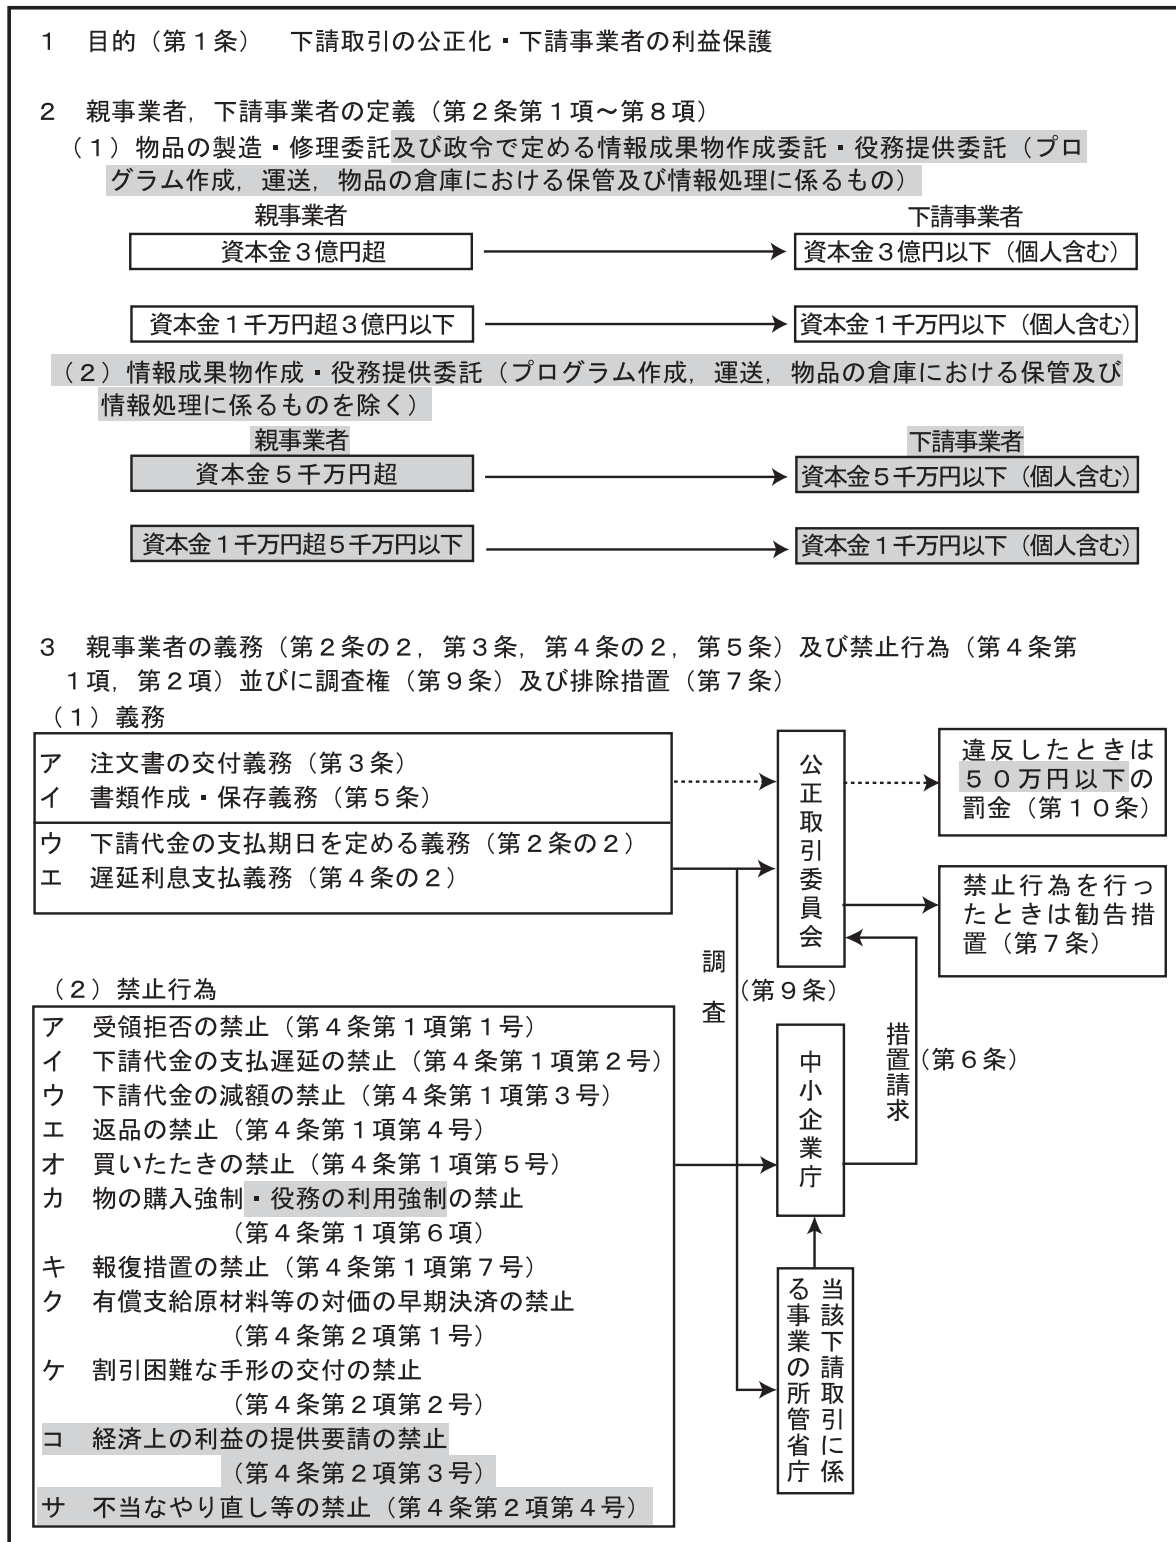 １　目的（第１条）　下請取引の公正化・下請事業者の利益保護
２　親事業者，下請事業者の定義（第２条第１項～第８項）
（１）物品の製造・修理委託及び政令で定める情報成果物作成委託・役務提供委託（プロ
グラム作成，運送，物品の倉庫における保管及び情報処理に係るもの）
親事業者
下請事業者
資本金３億円超
資本金３億円以下（個人含む）
資本金１千万円超３億円以下
資本金１千万円以下（個人含む）
（２）情報成果物作成・役務提供委託（プログラム作成，運送，物品の倉庫における保管及び
情報処理に係るものを除く）
親事業者
下請事業者
資本金５千万円超
資本金５千万円以下（個人含む）
資本金１千万円超５千万円以下
資本金１千万円以下（個人含む）
３　親事業者の義務（第２条の２，第３条，第４条の２，第５条）及び禁止行為（第４条第
１項，第２項）並びに調査権（第９条）及び排除措置（第７条）
（１）義務
ア　注文書の交付義務（第３条）
イ　書類作成・保存義務（第５条）
ウ　下請代金の支払期日を定める義務（第２条の２）
エ　遅延利息支払義務（第４条の２）
公正取引委員会
違反したときは
５０万円以下の
罰金（第１０条）
禁止行為を行っ
たときは勧告措
置（第７条）
調査
（第９条）
（２）禁止行為
ア　受領拒否の禁止（第４条第１項第１号）
イ　下請代金の支払遅延の禁止（第４条第１項第２号）
ウ　下請代金の減額の禁止（第４条第１項第３号）
エ　返品の禁止（第４条第１項第４号）
オ　買いたたきの禁止（第４条第１項第５号）
カ　物の購入強制・役務の利用強制の禁止
（第４条第１項第６項）
キ　報復措置の禁止（第４条第１項第７号）
ク　有償支給原材料等の対価の早期決済の禁止
（第４条第２項第１号）
ケ　割引困難な手形の交付の禁止
（第４条第２項第２号）
コ　経済上の利益の提供要請の禁止
（第４条第２項第３号）
サ　不当なやり直し等の禁止（第４条第２項第４号）
中小企業庁
措置請求
（第６条）
当該下請取引に係
る事業の所管省庁